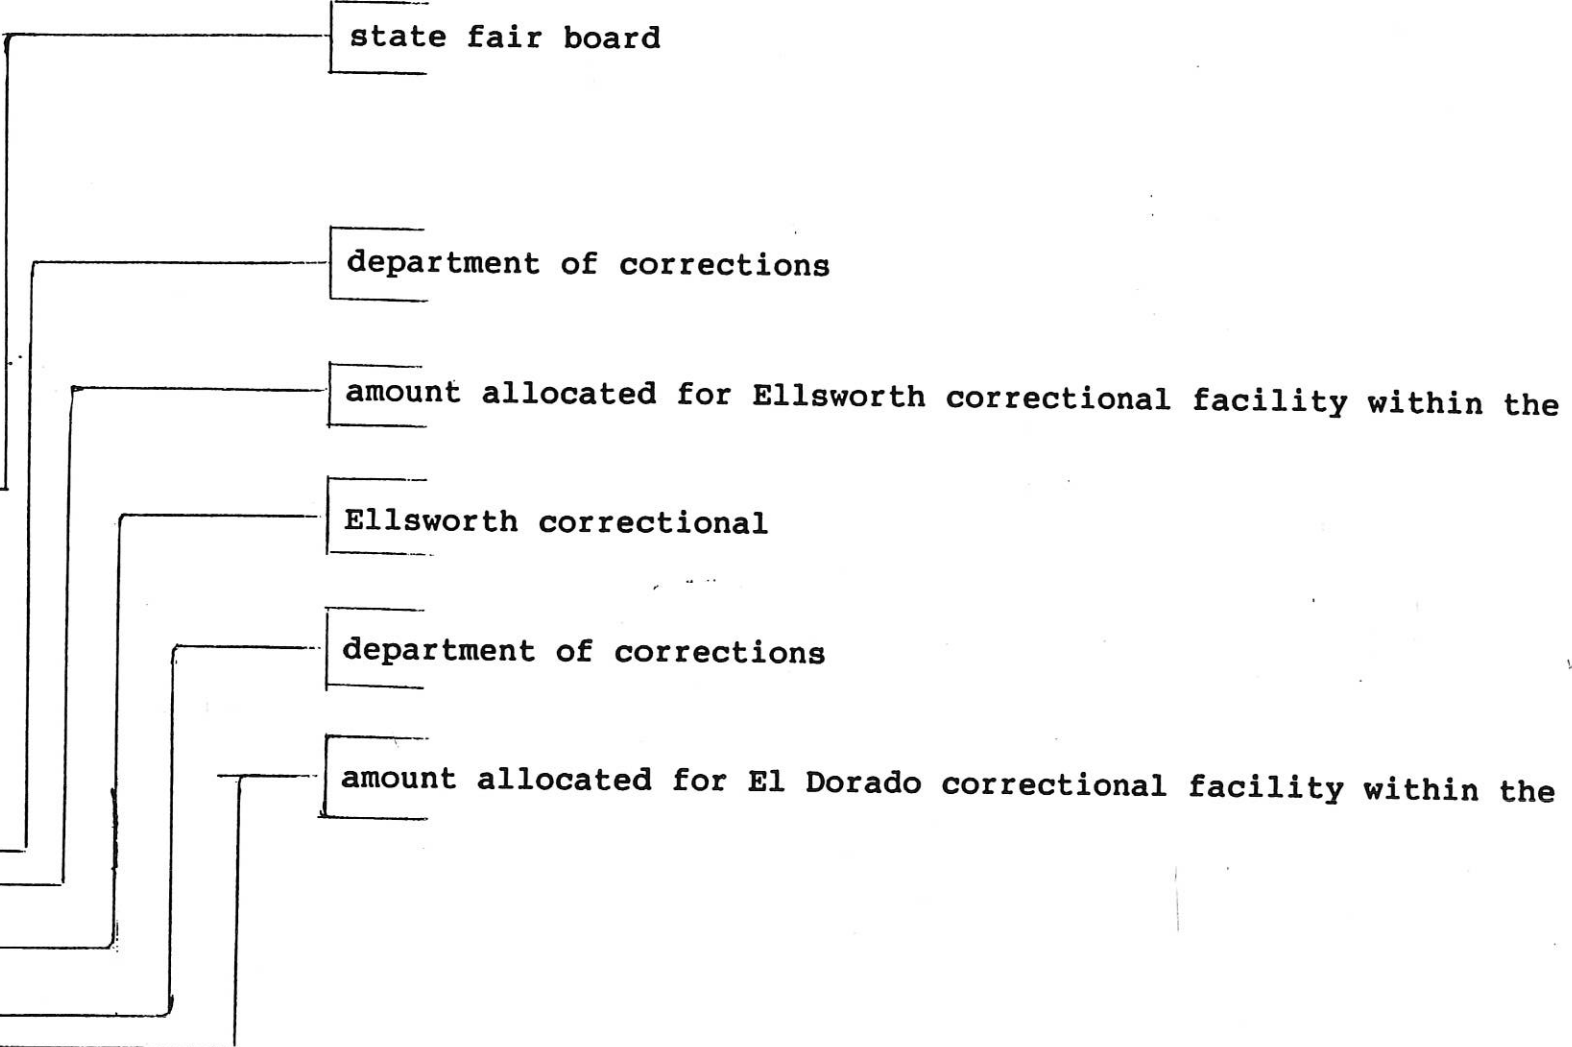 state fair board
department of corrections
amount allocated for Ellsworth correctional facility within the
Ellsworth correctional
department of corrections
amount allocated for El Dorado correctional facility within the